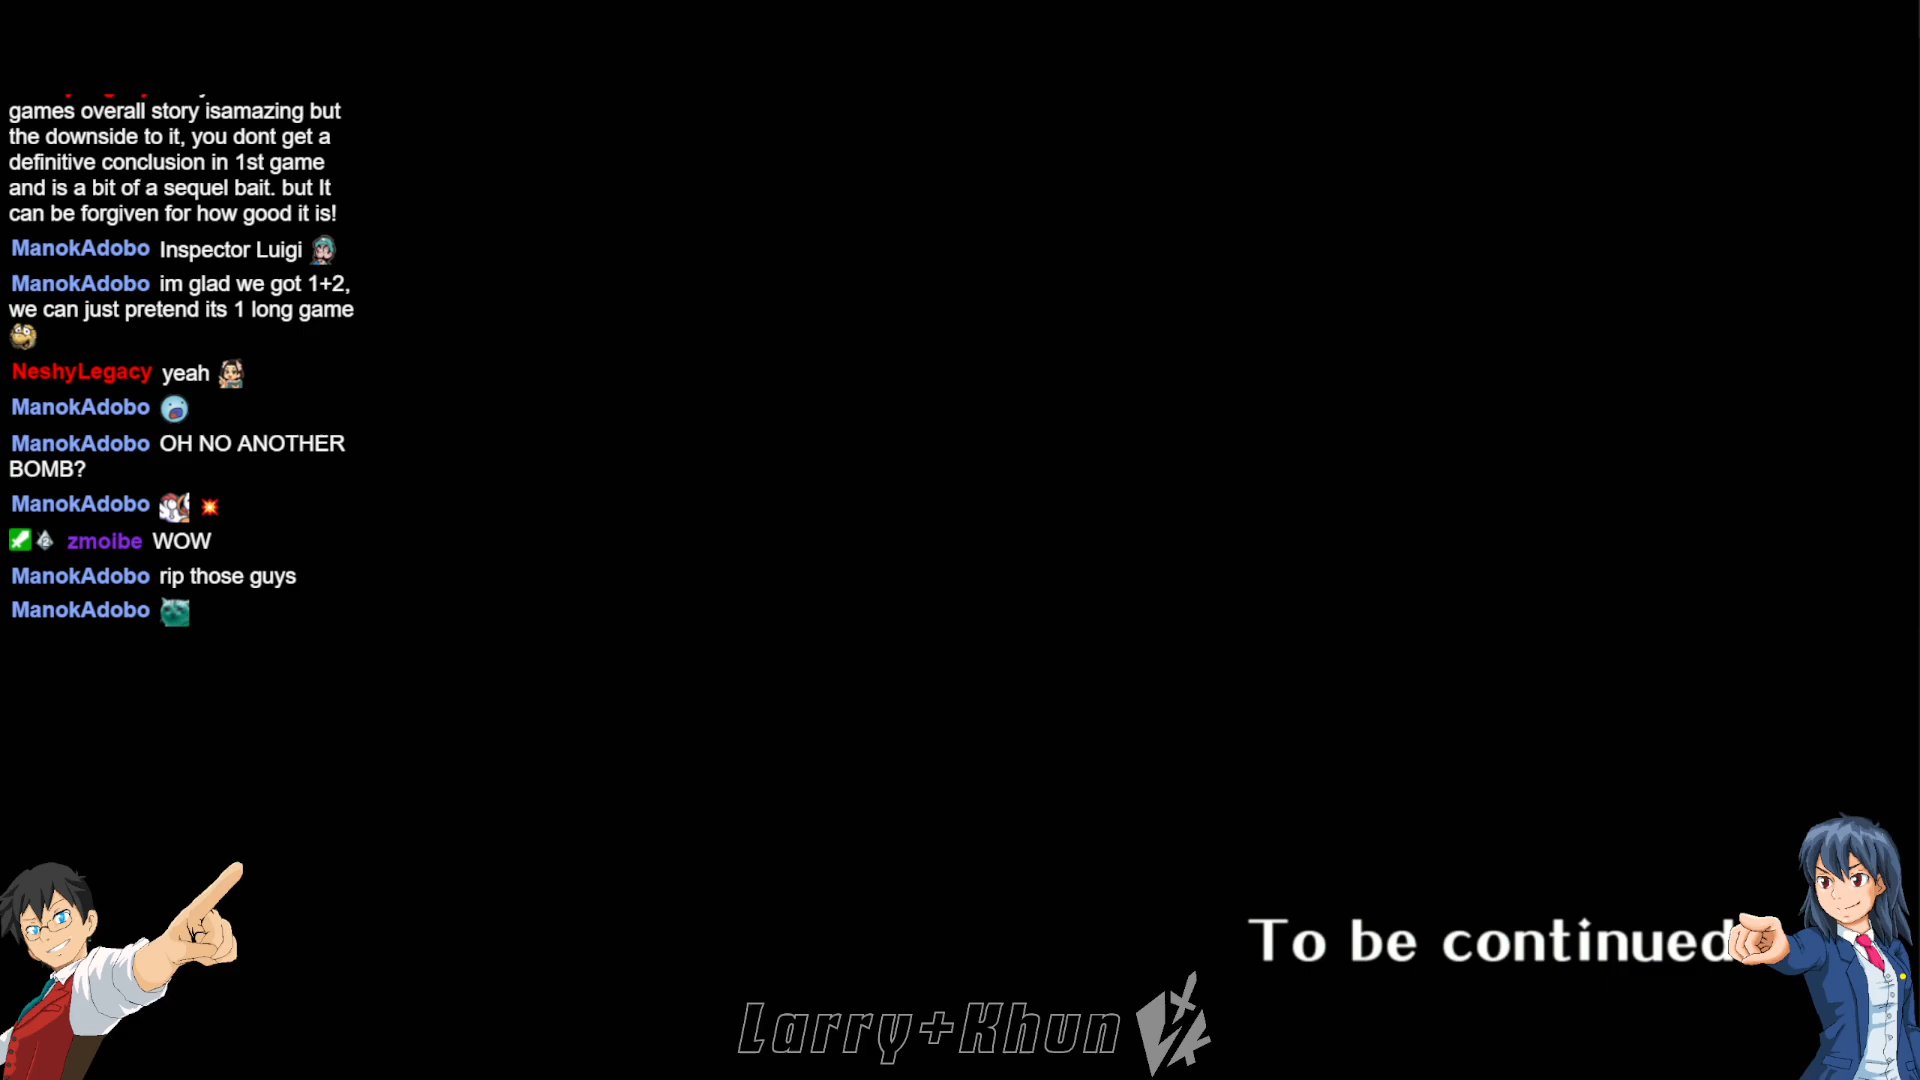 games overall story isamazing but
the downside to it, you dont get a
definitive conclusion in 1st game
and is a bit of a sequel bait. but It
can be forgiven for how good it is!
ManokAdobo Inspector Luigi
ManokAdobo im glad we got 1+2,
we can just pretend its 1 long game
NeshyLegacy yeah
ManokAdobo
ManokAdobo OH NO ANOTHER
BOMB?
ManokAdobo
2 zmoibe WOW
ManokAdobo rip those guys
ManokAdobo
To be continued
Larry+Khun